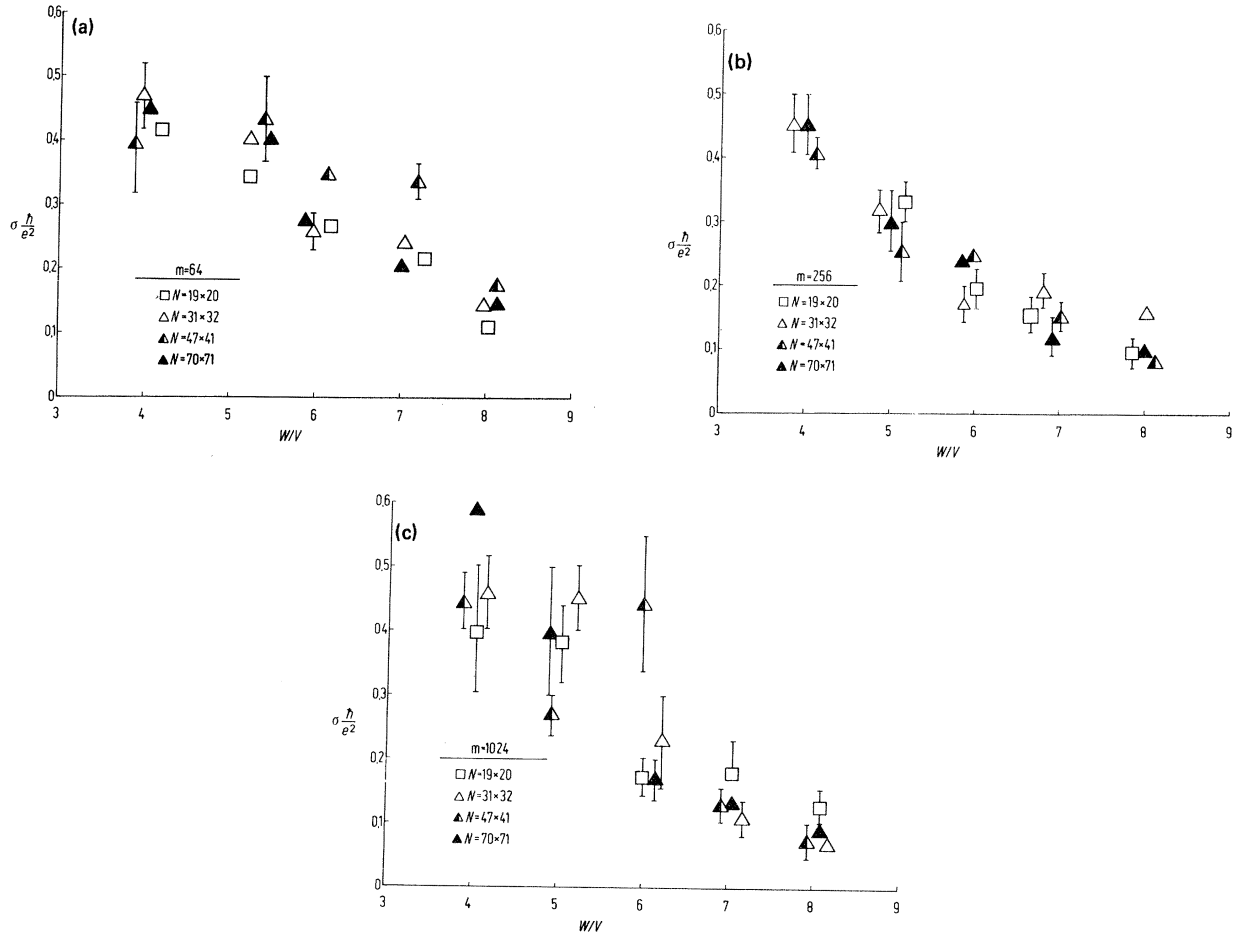 (a)
0,6
0,5
0,4
0,3
0,2
0,1
0
σ ħ/e²
m=64
N=19×20
N=31×32
N=47×41
N=70×71
3 4 5 6 7 8 9
W/V
(b)
0,6
0,5
0,4
0,3
0,2
0,1
0
σ ħ/e²
m=256
N=19×20
N=31×32
N=47×41
N=70×71
3 4 5 6 7 8 9
W/V
(c)
0,6
0,5
0,4
0,3
0,2
0,1
0
σ ħ/e²
m=1024
N=19×20
N=31×32
N=47×41
N=70×71
3 4 5 6 7 8 9
W/V